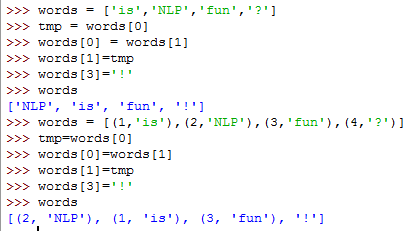 >>> words = ['is','NLP','fun','?']
>>> tmp = words[0]
>>> words[0] = words[1]
>>> words[1]=tmp
>>> words[3]='!'
>>> words
['NLP', 'is', 'fun', '!']
>>> words = [(1,'is'),(2,'NLP'),(3,'fun'),(4,'?')]
>>> tmp=words[0]
>>> words[0]=words[1]
>>> words[1]=tmp
>>> words[3]='!'
>>> words
[(2, 'NLP'), (1, 'is'), (3, 'fun'), '!']